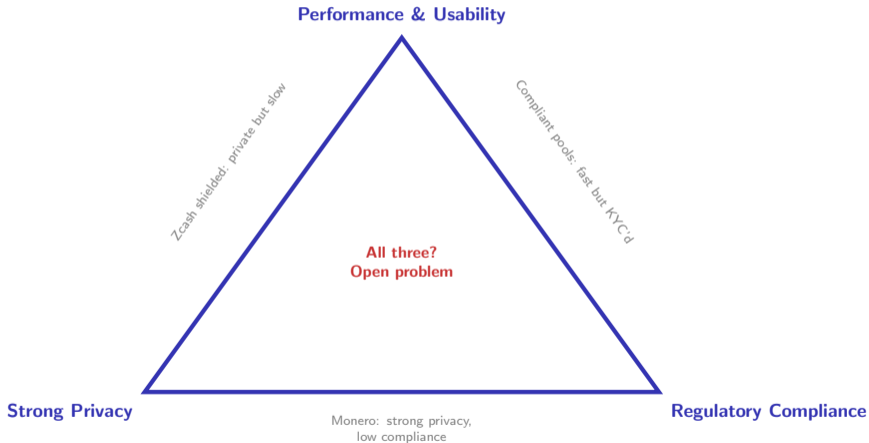 Performance & Usability
Zcash shielded: private but slow
Compliant pools: fast but KYC'd
All three?
Open problem
Strong Privacy
Regulatory Compliance
Monero: strong privacy,
low compliance